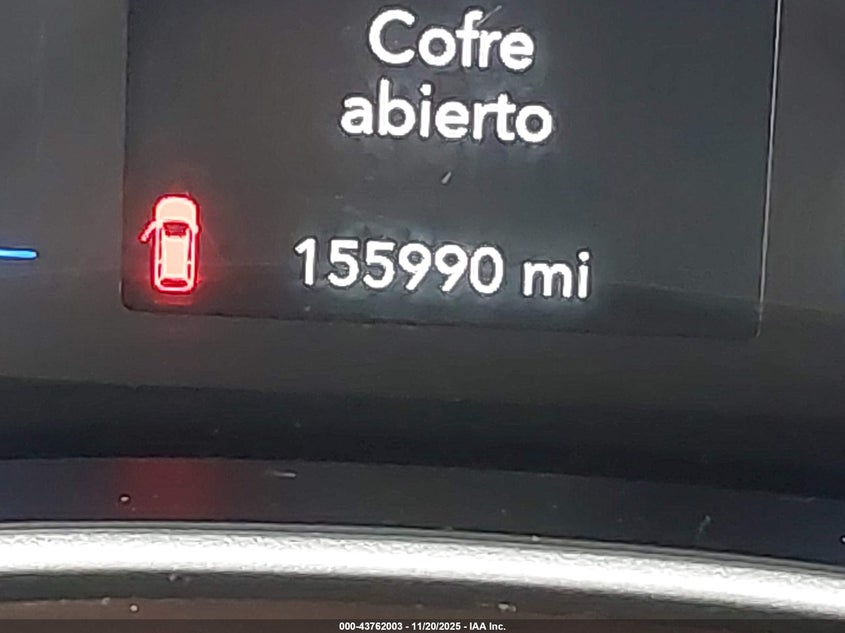 Cofre
abierto
155990 mi
000-43762003 - 11/20/2025 - IAA Inc.